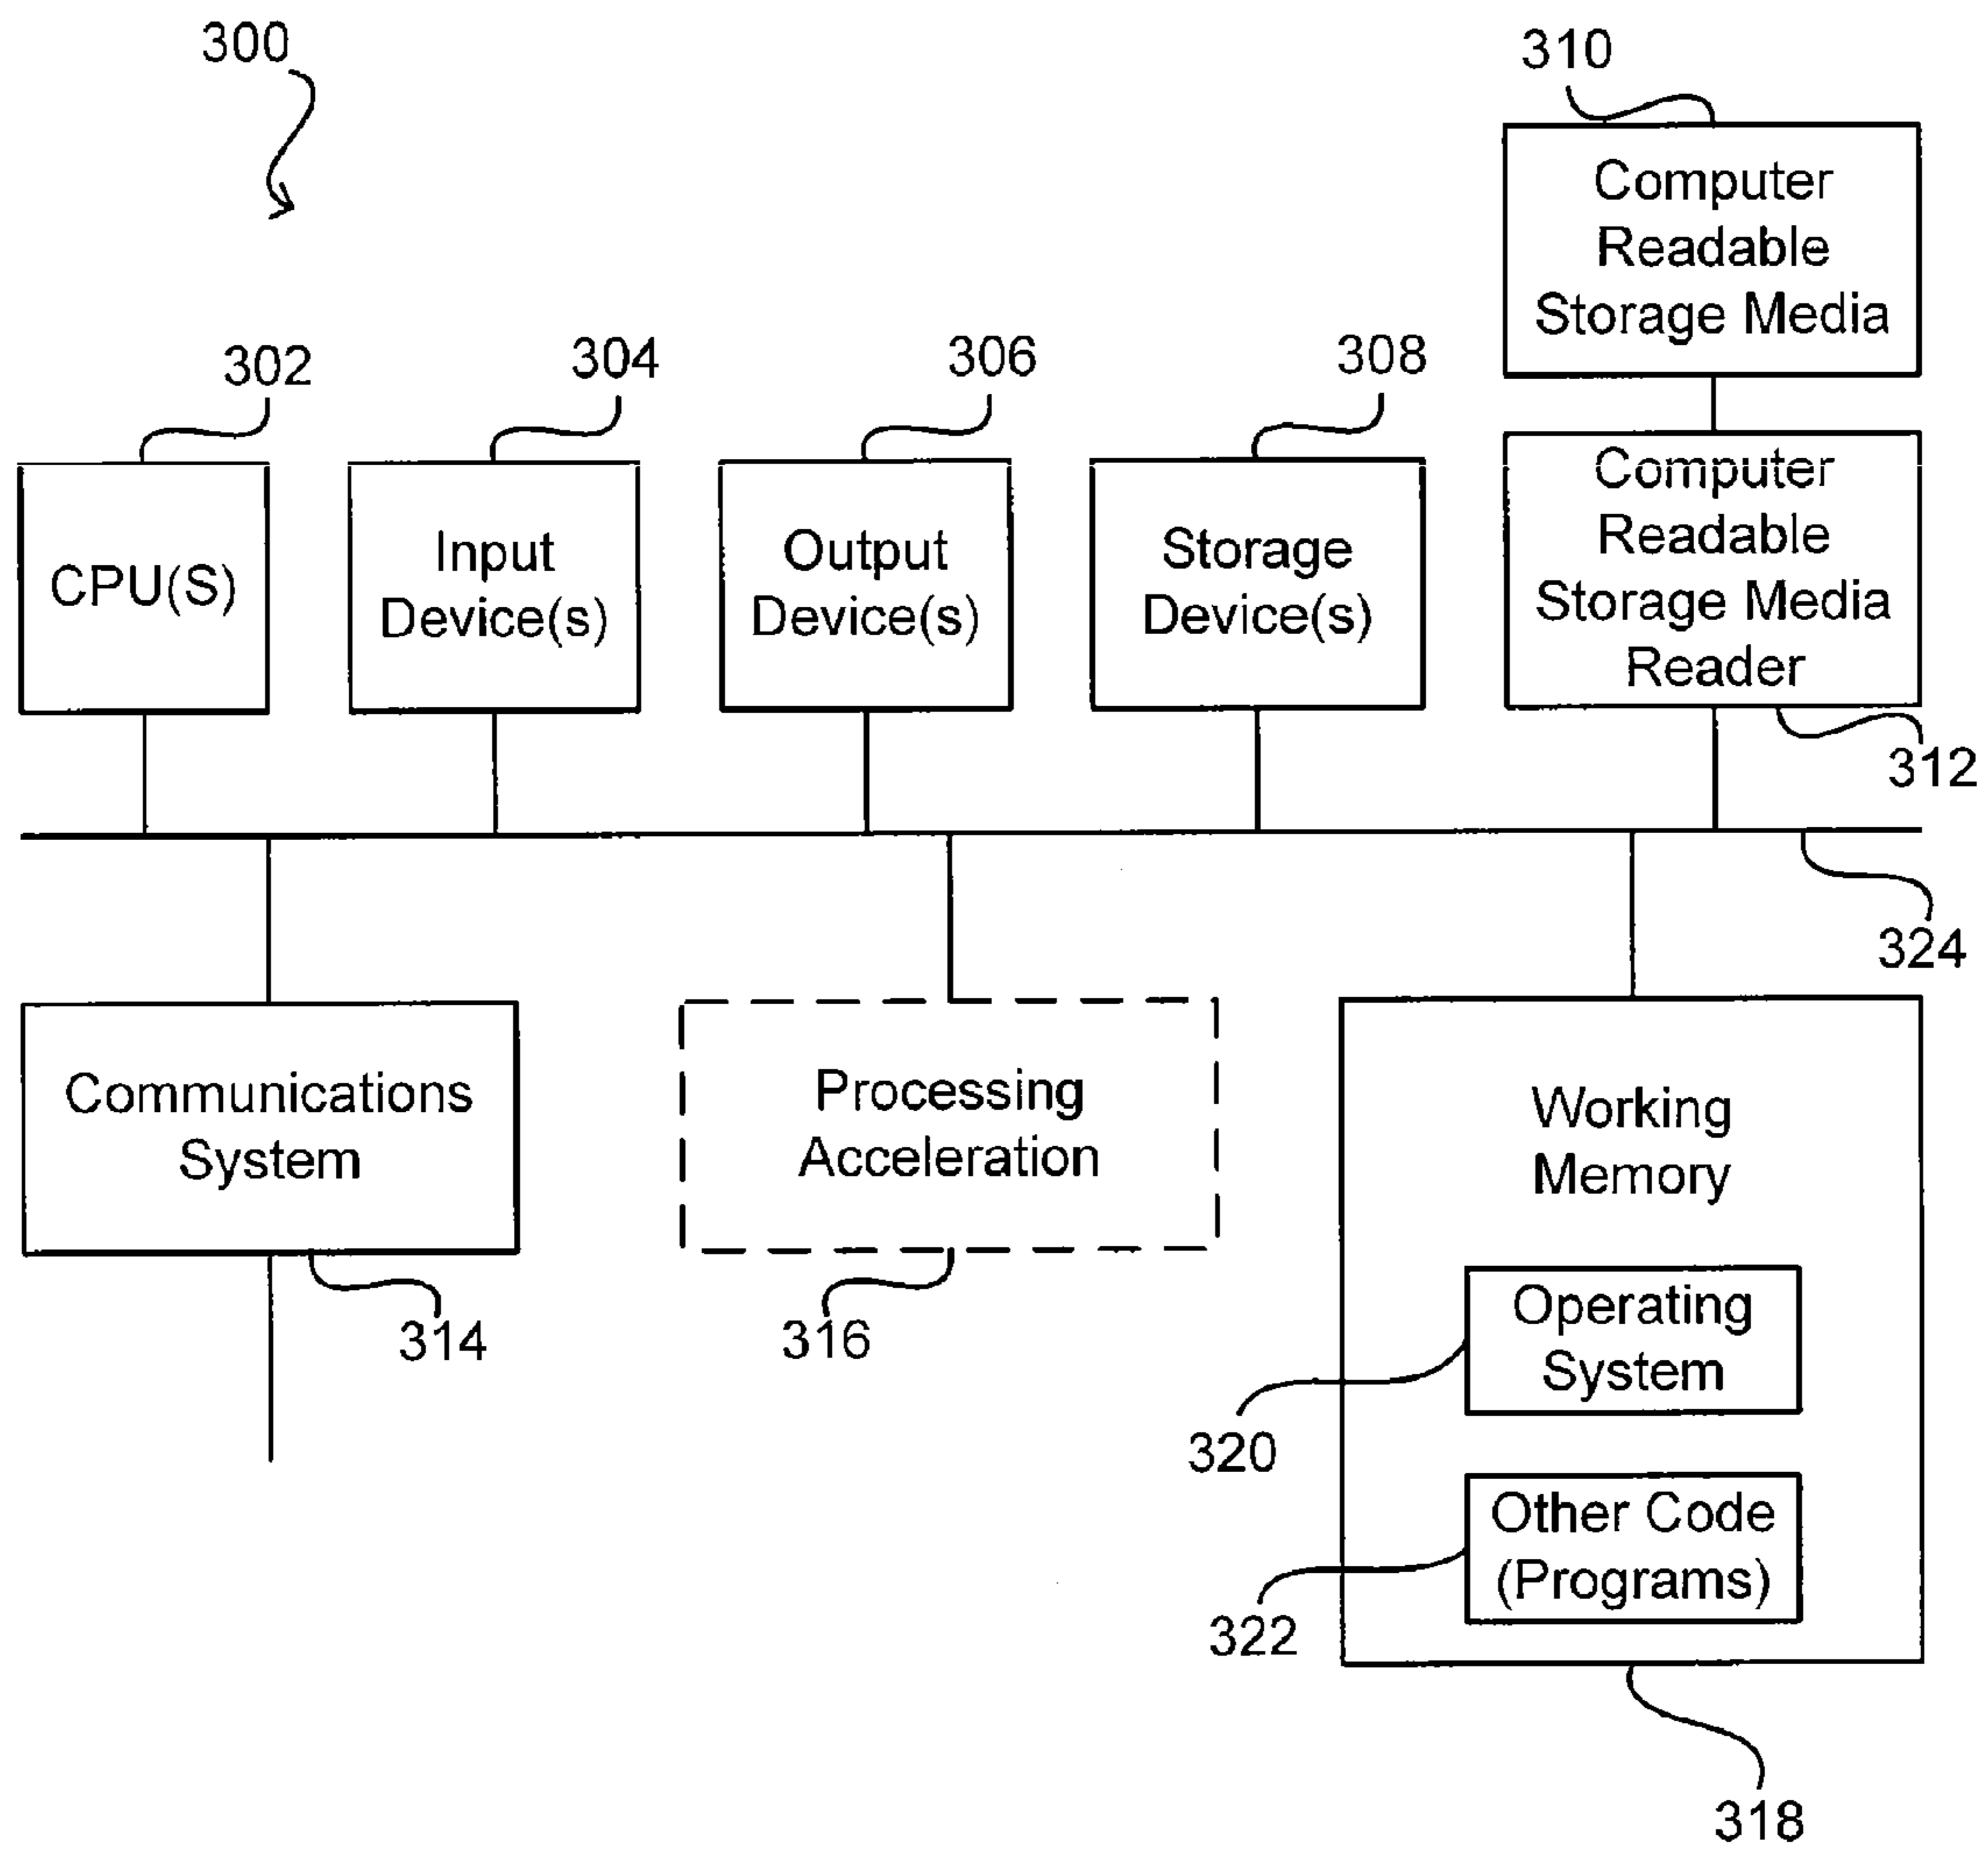 300
310
Computer
Readable
Storage Media
302
304
306
308
CPU(S)
Input
Device(s)
Output
Device(s)
Storage
Device(s)
Computer
Readable
Storage Media
Reader
312
324
Communications
System
314
Processing
Acceleration
316
Working
Memory
Operating
System
320
Other Code
(Programs)
322
318